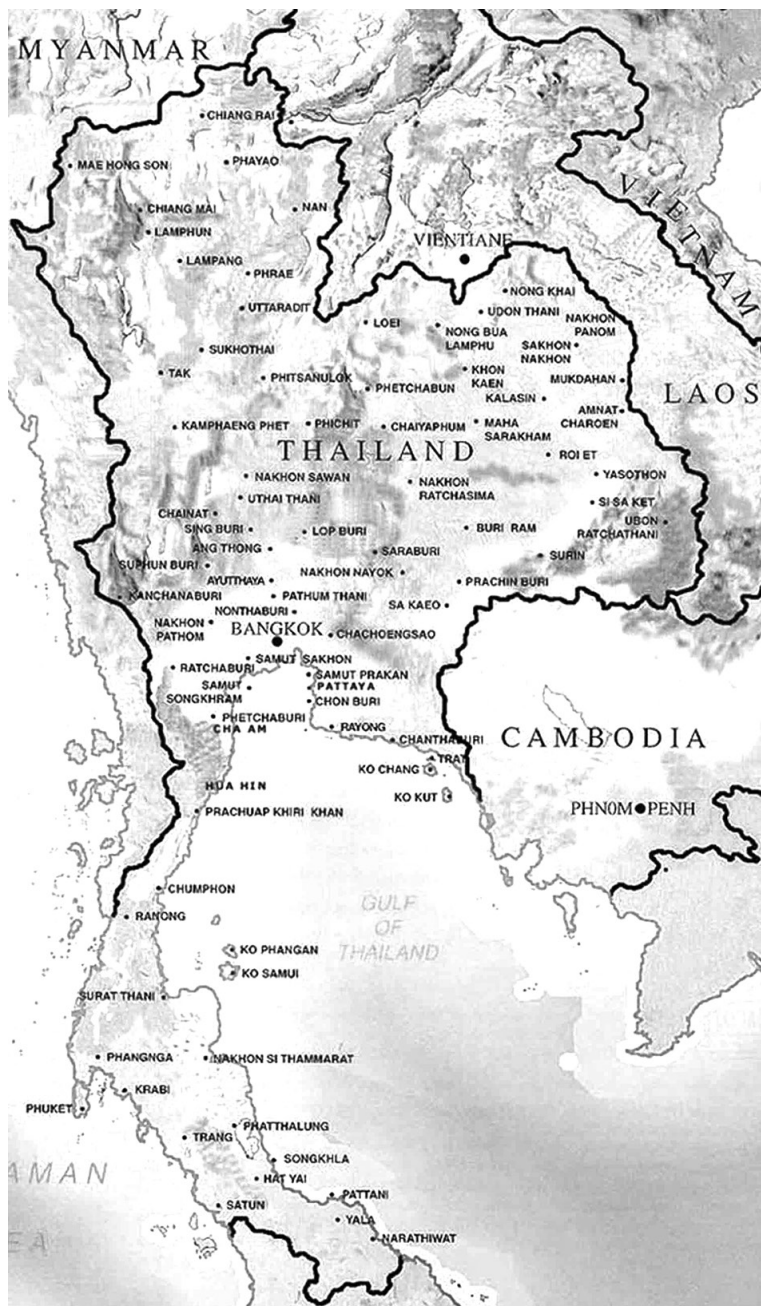 MYANMAR
CHIANG RAI
MAE HONG SON
PHAYAO
CHIANG MAI
NAN
LAMPHUN
VIENTIANE
VIETNAM
LAMPANG
PHRAE
NONG KHAI
UTTARADIT
UDON THANI
NAKHON
PANOM
LOEI
NONG BUA
LAMPHU
SAKHON
NAKHON
SUKHOTHAI
TAK
PHITSANULOK
KHON
KAEN
MUKDAHAN
PHETCHABUN
KALASIN
LAOS
AMNAT
CHAROEN
KAMPHAENG PHET
PHICHIT
CHAIYAPHUM
MAHA
SARAKHAM
THAILAND
ROI ET
NAKHON SAWAN
NAKHON
RATCHASIMA
YASOTHON
UTHAI THANI
SI SA KET
CHAINAT
UBON
RATCHATHANI
SING BURI
LOP BURI
BURI RAM
ANG THONG
SARABURI
SURIN
SUPHUN BURI
NAKHON NAYOK
AYUTTHAYA
PRACHIN BURI
KANCHANABURI
PATHUM THANI
NONTHABURI
SA KAEO
NAKHON
PATHOM
BANGKOK
CHACHOENGSAO
SAMUT SAKHON
RATCHABURI
SAMUT PRAKAN
SAMUT
SONGKHRAM
PATTAYA
CHON BURI
PHETCHABURI
CHA AM
RAYONG
CHANTHABURI
CAMBODIA
TRAT
KO CHANG
HUA HIN
KO KUT
PRACHUAP KHIRI KHAN
PHN0M PENH
CHUMPHON
RANONG
GULF
OF
THAILAND
KO PHANGAN
KO SAMUI
SURAT THANI
PHANGNGA
NAKHON SI THAMMARAT
KRABI
PHUKET
PHATTHALUNG
TRANG
SONGKHLA
AMAN
HAT YAI
PATTANI
SATUN
YALA
EA
NARATHIWAT